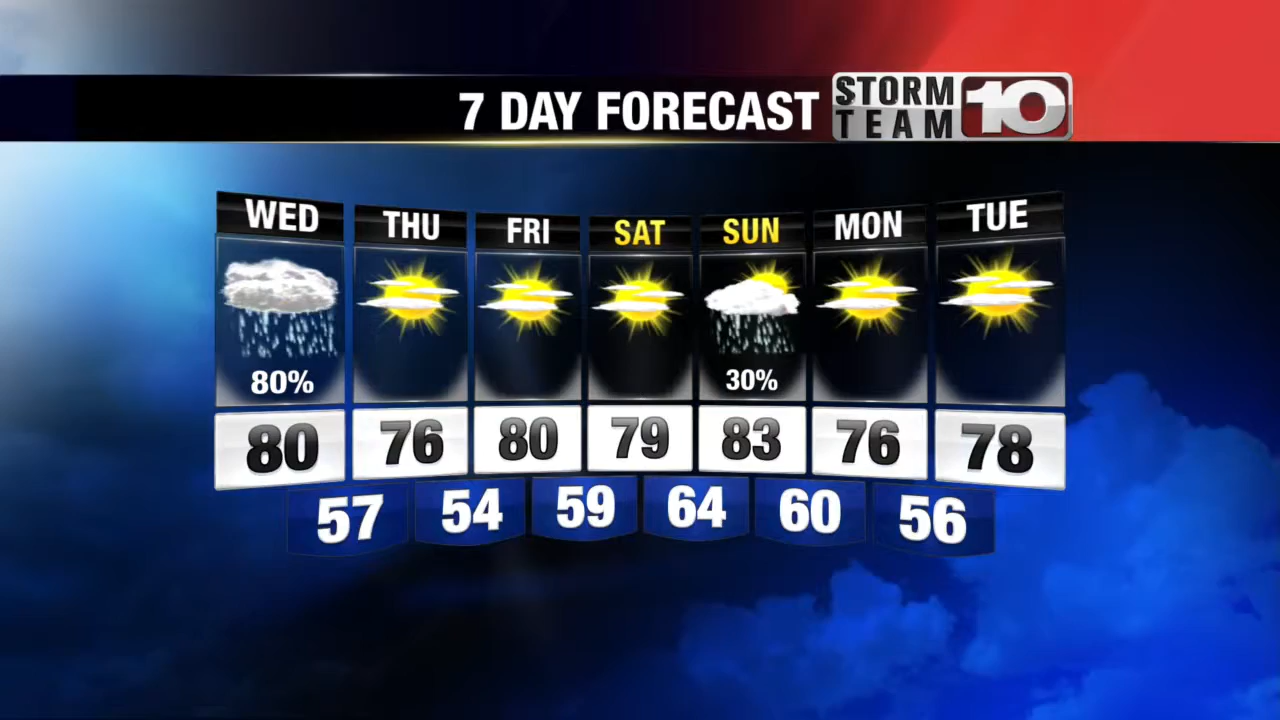 7 DAY FORECAST
STORM TEAM 10
WED THU FRI SAT SUN MON TUE
80% 30%
80 76 80 79 83 76 78
57 54 59 64 60 56